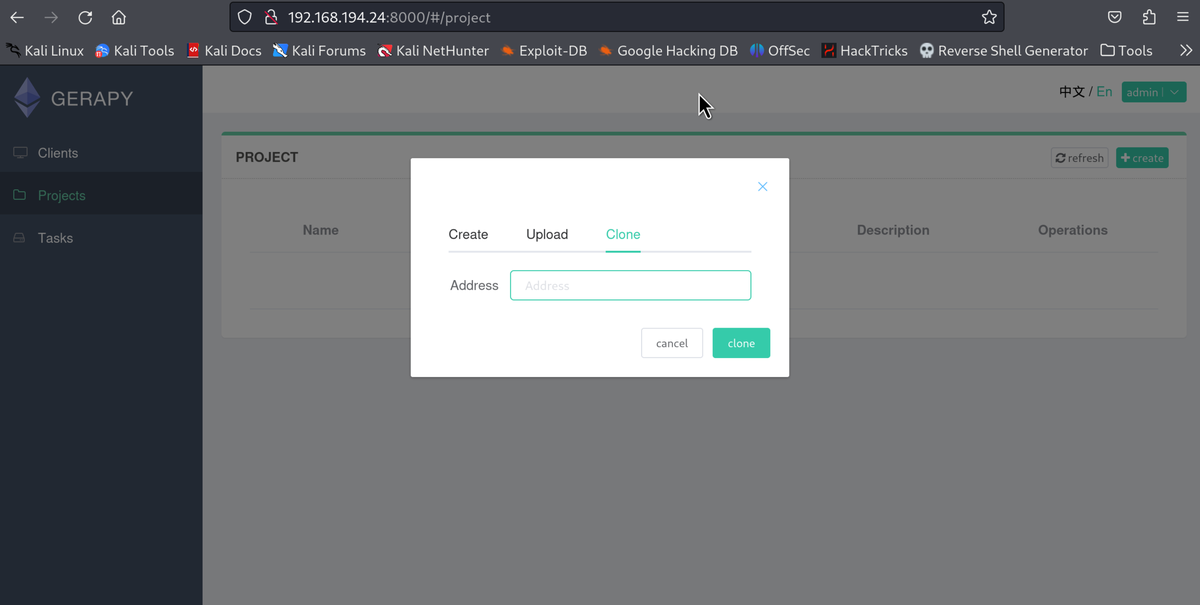 192.168.194.24:8000/#/project
Kali Linux Kali Tools Kali Docs Kali Forums Kali NetHunter Exploit-DB Google Hacking DB OffSec HackTricks Reverse Shell Generator Tools
GERAPY
中文 / En admin
Clients
Projects
Tasks
PROJECT refresh create
Name Description Operations
Create Upload Clone
Address Address
cancel clone